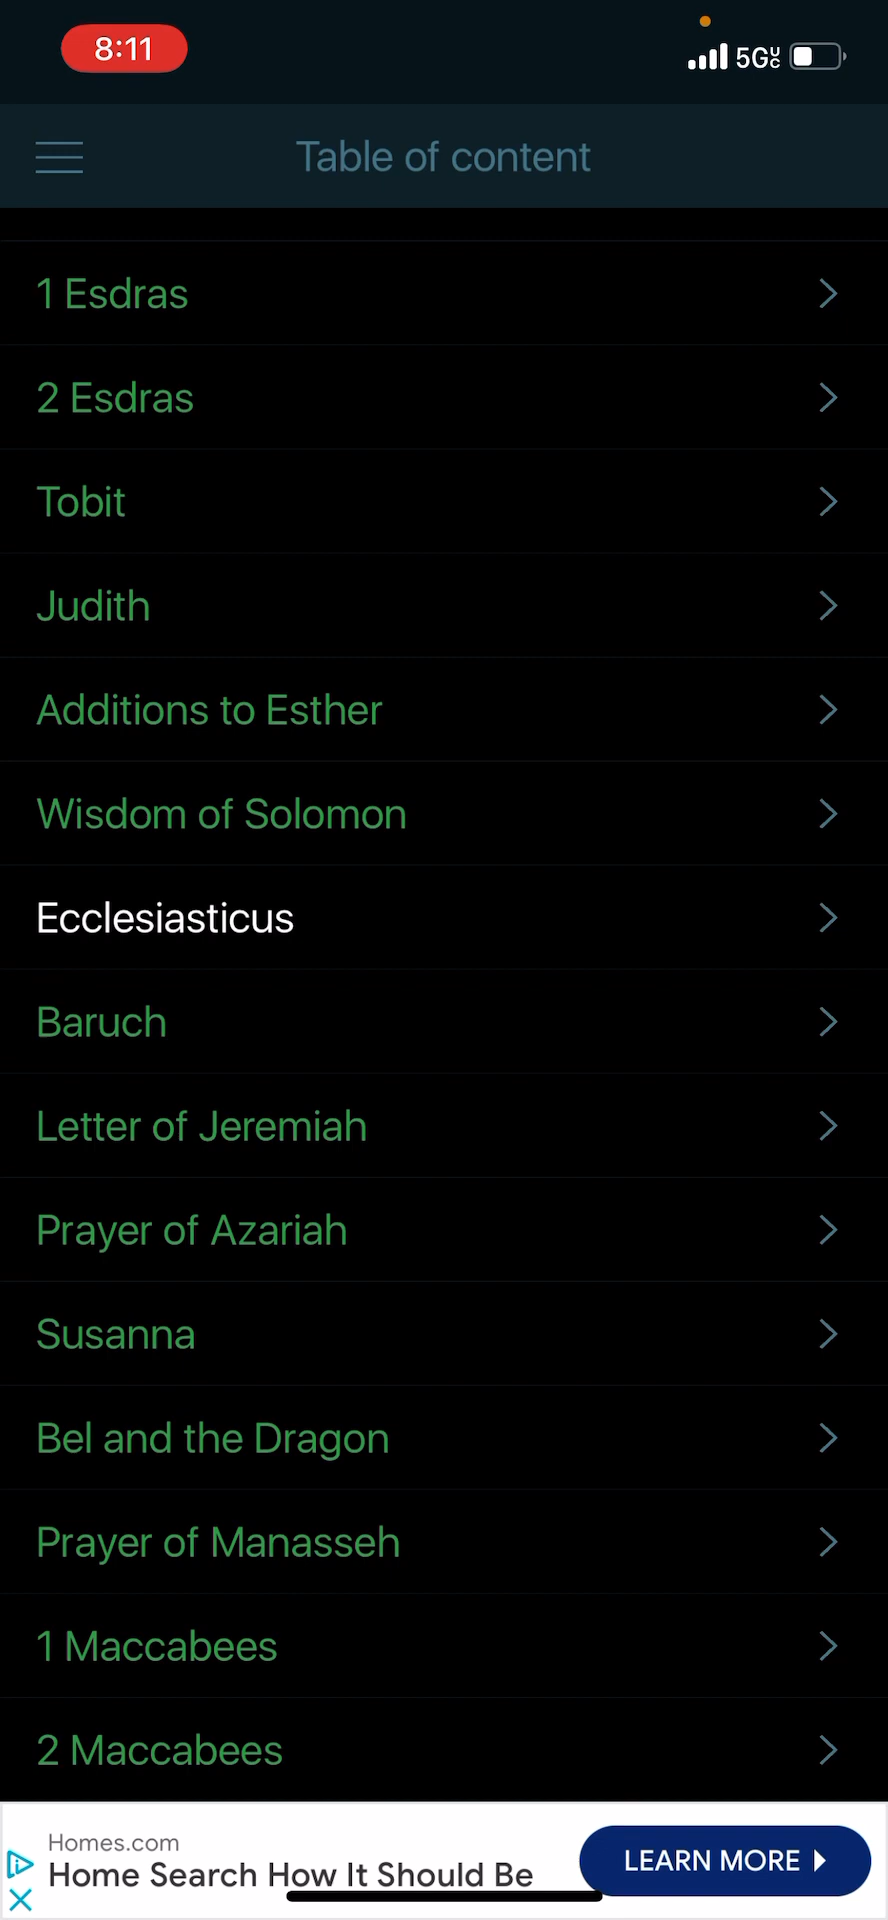 8:11
5GUC
Table of content
1 Esdras
2 Esdras
Tobit
Judith
Additions to Esther
Wisdom of Solomon
Ecclesiasticus
Baruch
Letter of Jeremiah
Prayer of Azariah
Susanna
Bel and the Dragon
Prayer of Manasseh
1 Maccabees
2 Maccabees
Homes.com
Home Search How It Should Be
LEARN MORE